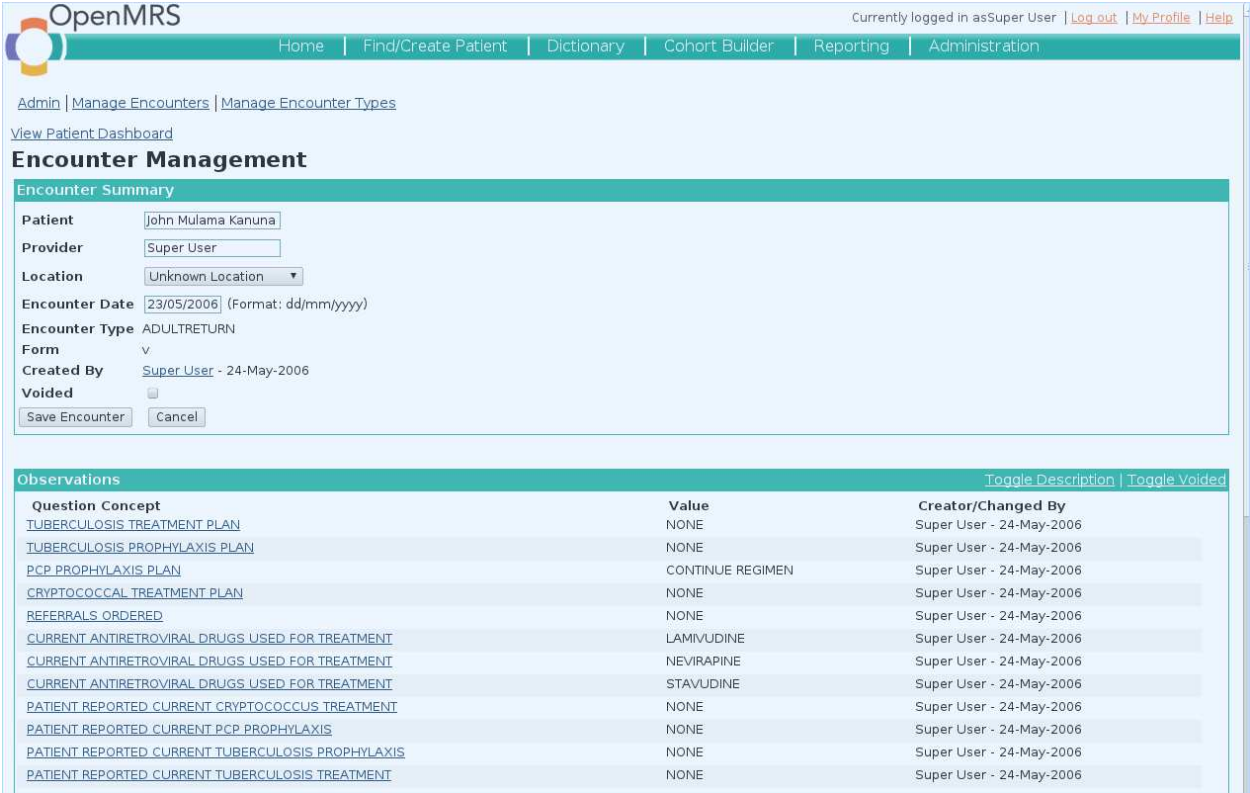 OpenMRS
Currently logged in asSuper User | Log out | My Profile | Help
Home | Find/Create Patient | Dictionary | Cohort Builder | Reporting | Administration
Admin | Manage Encounters | Manage Encounter Types
View Patient Dashboard
Encounter Management
Encounter Summary
Patient John Mulama Kanuna
Provider Super User
Location Unknown Location
Encounter Date 23/05/2006 (Format: dd/mm/yyyy)
Encounter Type ADULTRETURN
Form v
Created By Super User - 24-May-2006
Voided
Save Encounter Cancel
Observations Toggle Description | Toggle Voided
Question Concept Value Creator/Changed By
TUBERCULOSIS TREATMENT PLAN NONE Super User - 24-May-2006
TUBERCULOSIS PROPHYLAXIS PLAN NONE Super User - 24-May-2006
PCP PROPHYLAXIS PLAN CONTINUE REGIMEN Super User - 24-May-2006
CRYPTOCOCCAL TREATMENT PLAN NONE Super User - 24-May-2006
REFERRALS ORDERED NONE Super User - 24-May-2006
CURRENT ANTIRETROVIRAL DRUGS USED FOR TREATMENT LAMIVUDINE Super User - 24-May-2006
CURRENT ANTIRETROVIRAL DRUGS USED FOR TREATMENT NEVIRAPINE Super User - 24-May-2006
CURRENT ANTIRETROVIRAL DRUGS USED FOR TREATMENT STAVUDINE Super User - 24-May-2006
PATIENT REPORTED CURRENT CRYPTOCOCCUS TREATMENT NONE Super User - 24-May-2006
PATIENT REPORTED CURRENT PCP PROPHYLAXIS NONE Super User - 24-May-2006
PATIENT REPORTED CURRENT TUBERCULOSIS PROPHYLAXIS NONE Super User - 24-May-2006
PATIENT REPORTED CURRENT TUBERCULOSIS TREATMENT NONE Super User - 24-May-2006